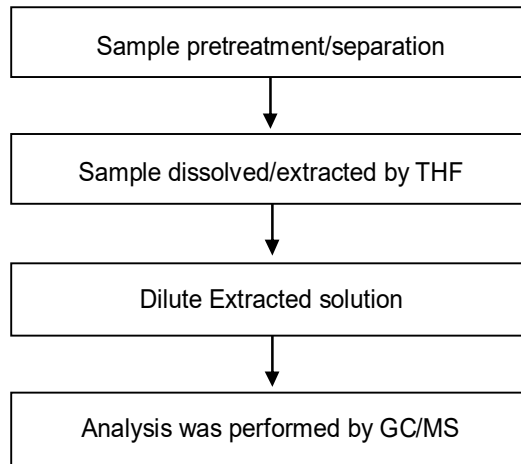 Sample pretreatment/separation
Sample dissolved/extracted by THF
Dilute Extracted solution
Analysis was performed by GC/MS